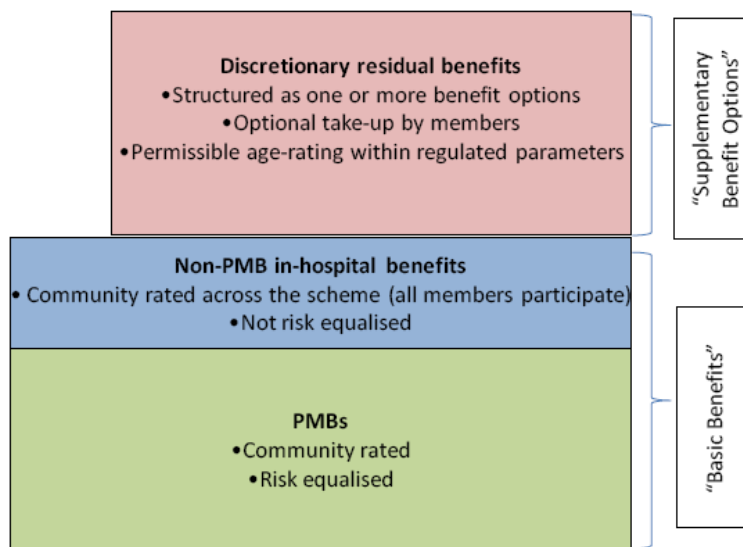 Discretionary residual benefits
•Structured as one or more benefit options
•Optional take-up by members
•Permissible age-rating within regulated parameters
“Supplementary
Benefit Options”
Non-PMB in-hospital benefits
• Community rated across the scheme (all members participate)
•Not risk equalised
PMBs
•Community rated
•Risk equalised
“Basic Benefits”